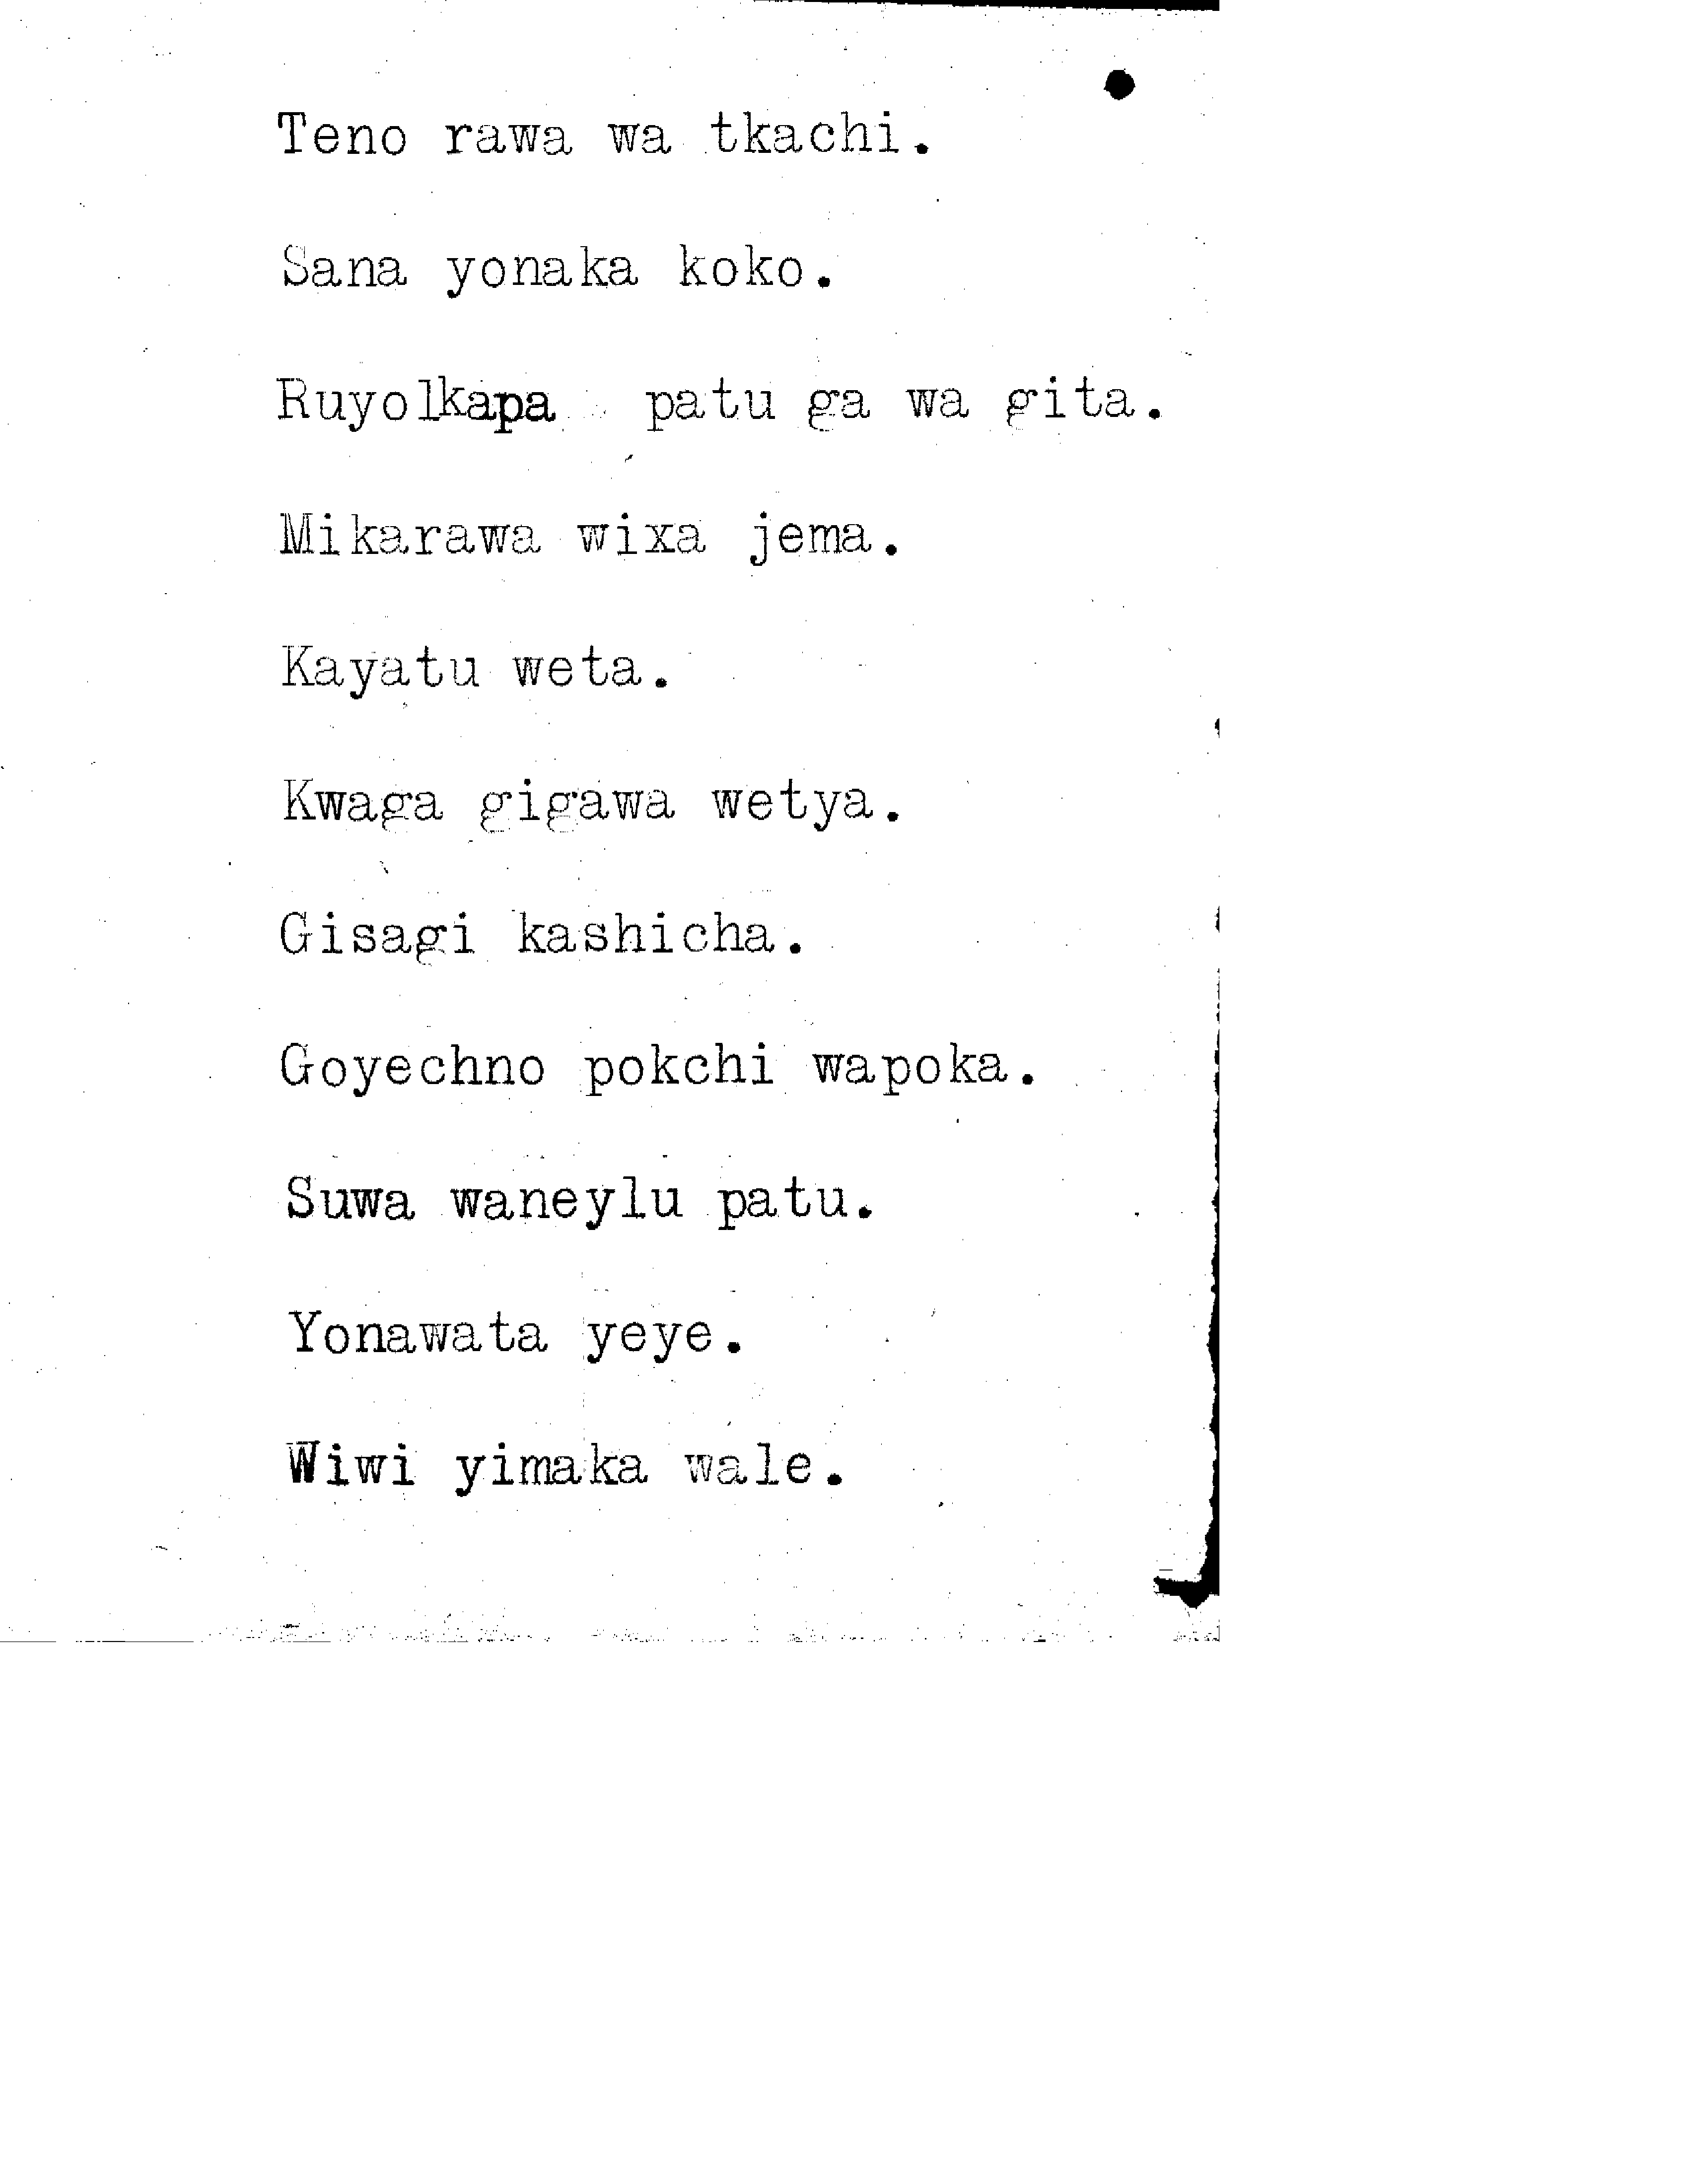 Teno rawa wa tkachi.
Sana yonaka koko.
Ruyolkapa patu ga wa gita.
Mikarawa wixa jema.
Kayatu weta.
Kwaga gigawa wetya.
Gisagi kashicha.
Goyechno pokchi wapoka.
Suwa waneylu patu.
Yonawata yeye.
Wiwi yimaka wale.